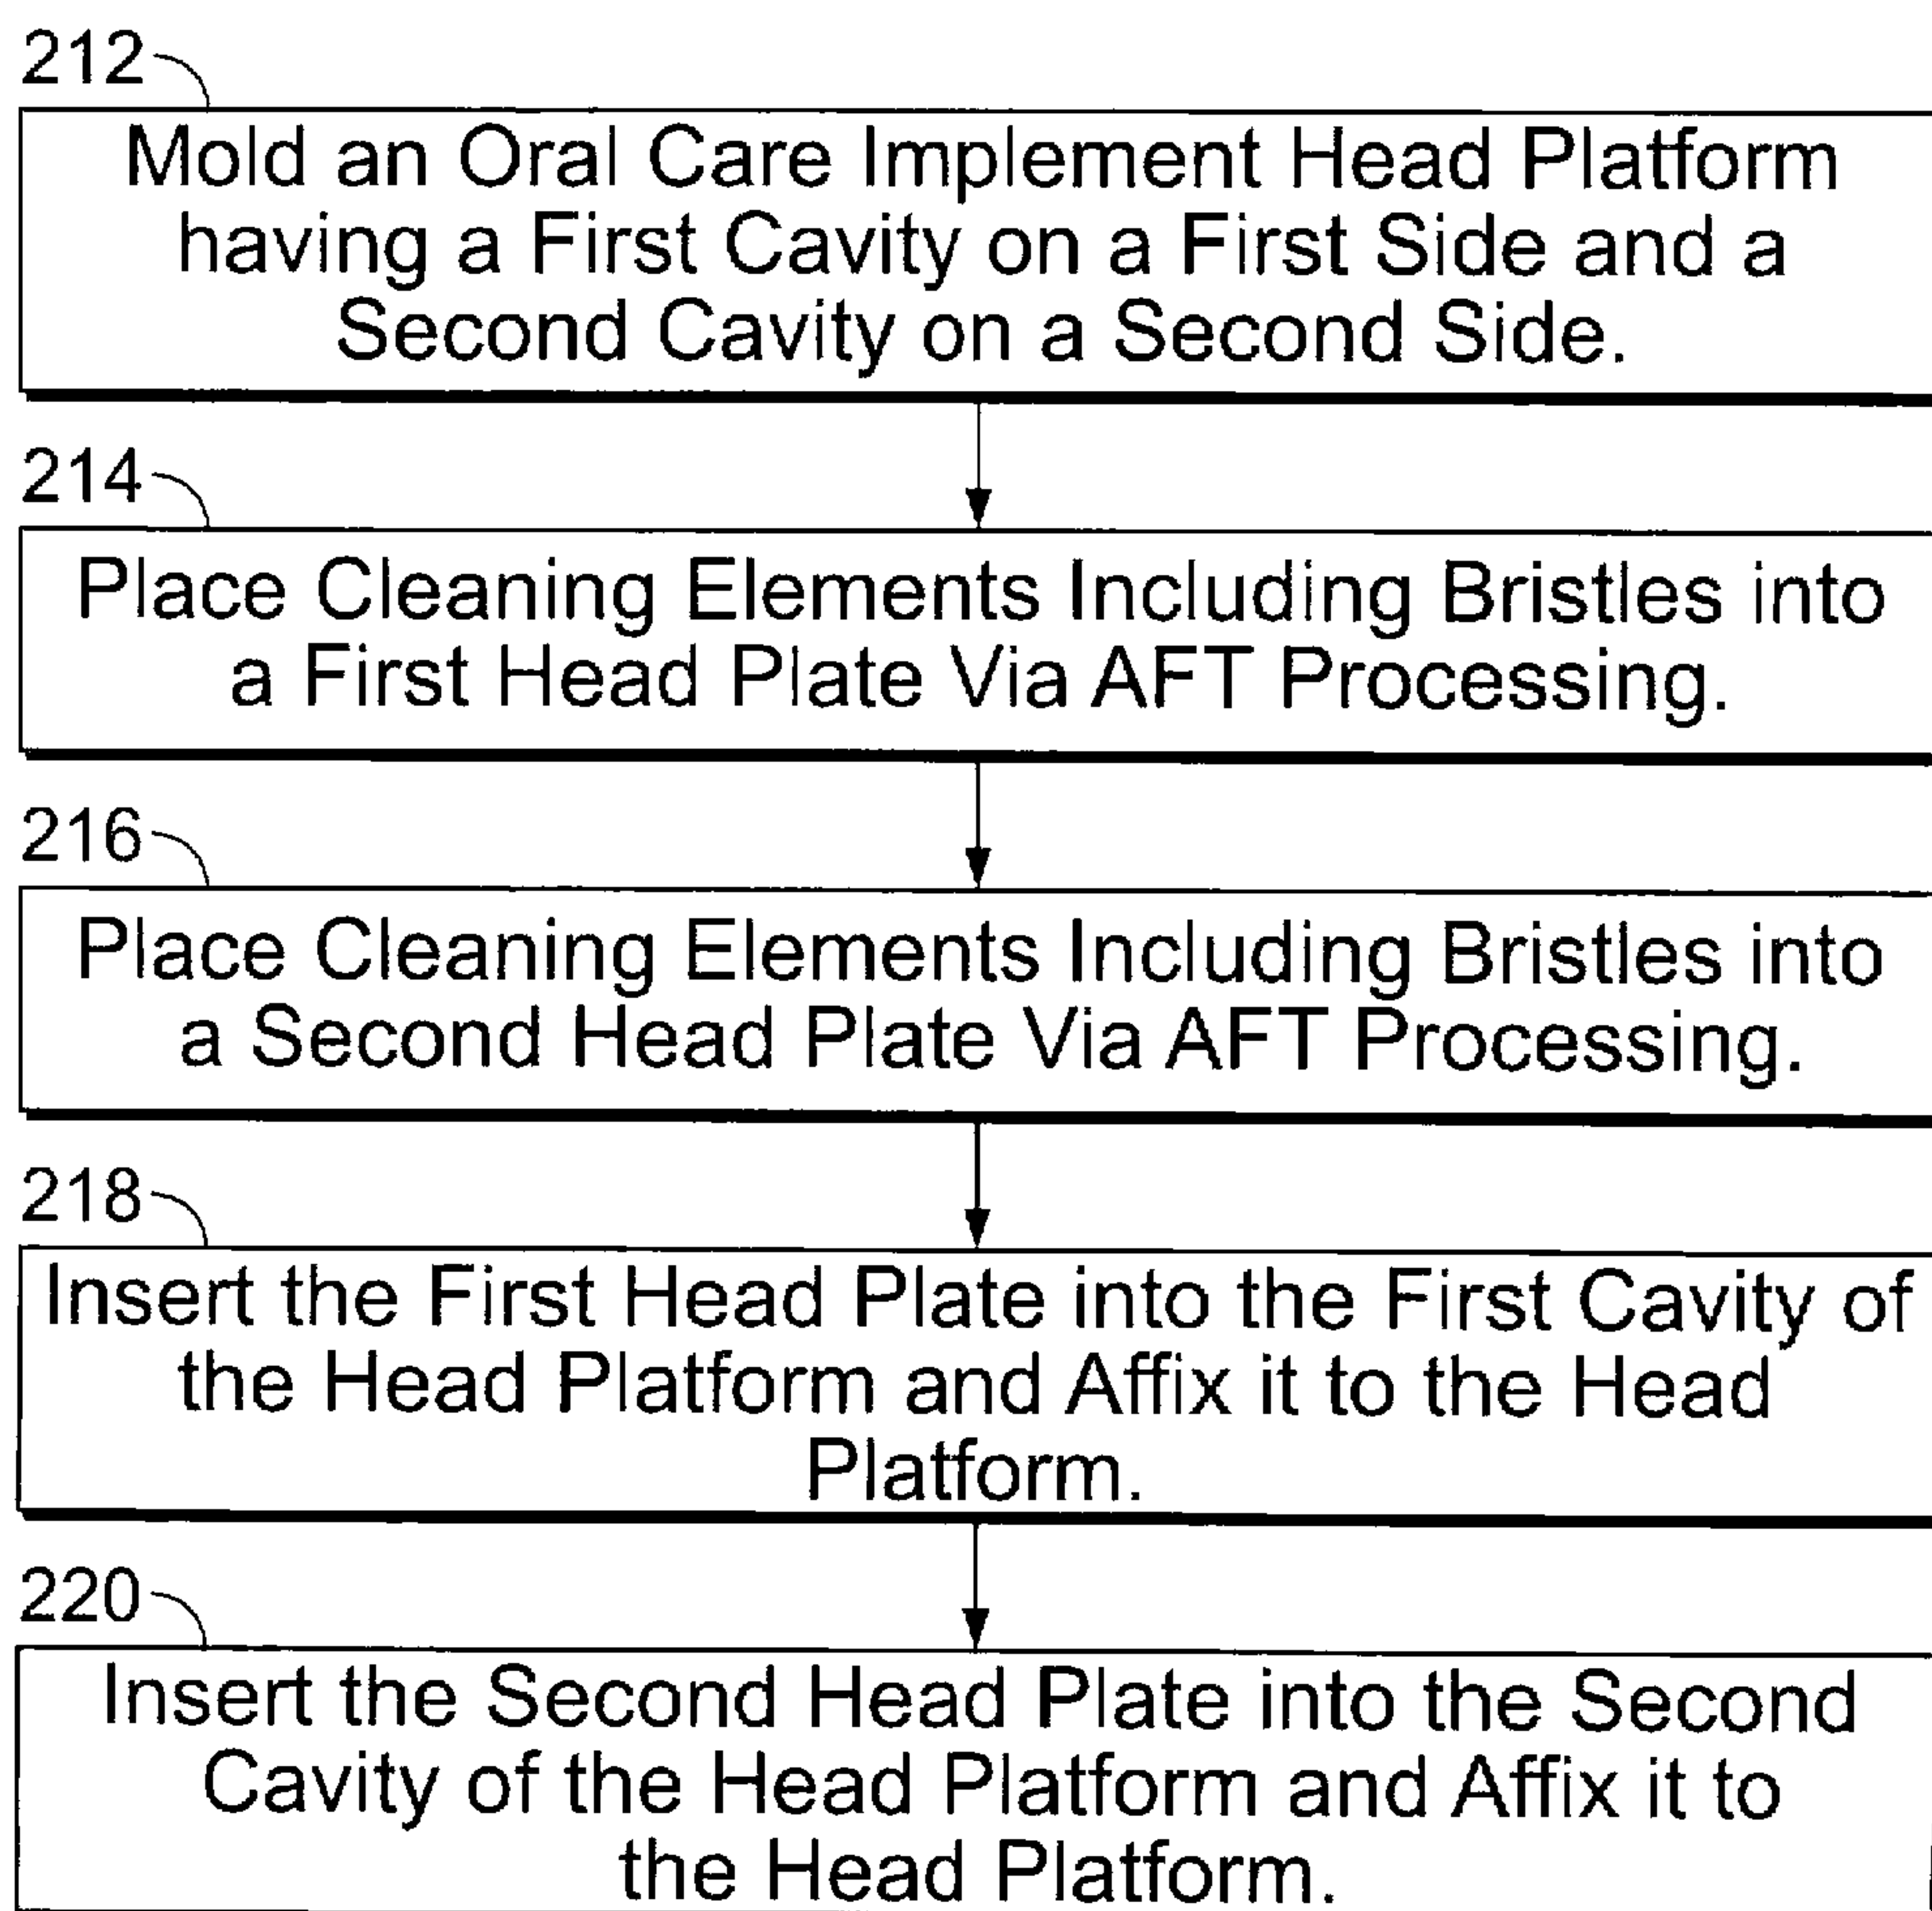 212
Mold an Oral Care Implement Head Platform
having a First Cavity on a First Side and a
Second Cavity on a Second Side.
214
Place Cleaning Elements Including Bristles into
a First Head Plate Via AFT Processing.
216
Place Cleaning Elements Including Bristles into
a Second Head Plate Via AFT Processing.
218
Insert the First Head Plate into the First Cavity of
the Head Platform and Affix it to the Head
Platform.
220
Insert the Second Head Plate into the Second
Cavity of the Head Platform and Affix it to
the Head Platform.